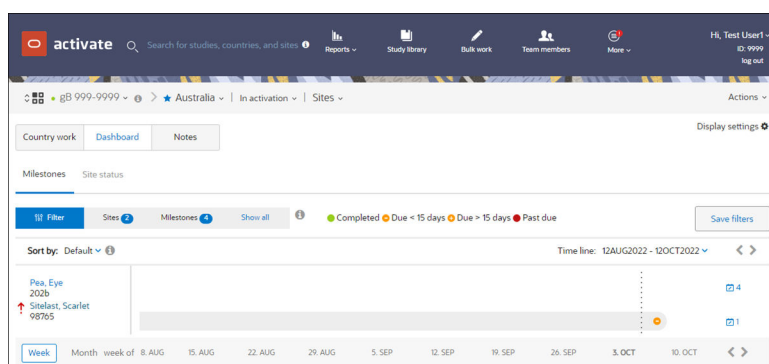 activate
Search for studies, countries, and sites
Reports
Study library
Bulk work
Team members
More
Hi, Test User1
ID: 9999
log out
gB 999-9999 > Australia | In activation | Sites
Actions
Country work Dashboard Notes
Display settings
Milestones Site status
Filter Sites 2 Milestones 4 Show all
Completed Due < 15 days Due > 15 days Past due
Save filters
Sort by: Default
Time line: 12AUG2022 - 12OCT2022
Pea, Eye
202b
4
Sitelast, Scarlet
98765
1
Week Month week of 8. AUG 15. AUG 22. AUG 29. AUG 5. SEP 12. SEP 19. SEP 26. SEP 3. OCT 10. OCT